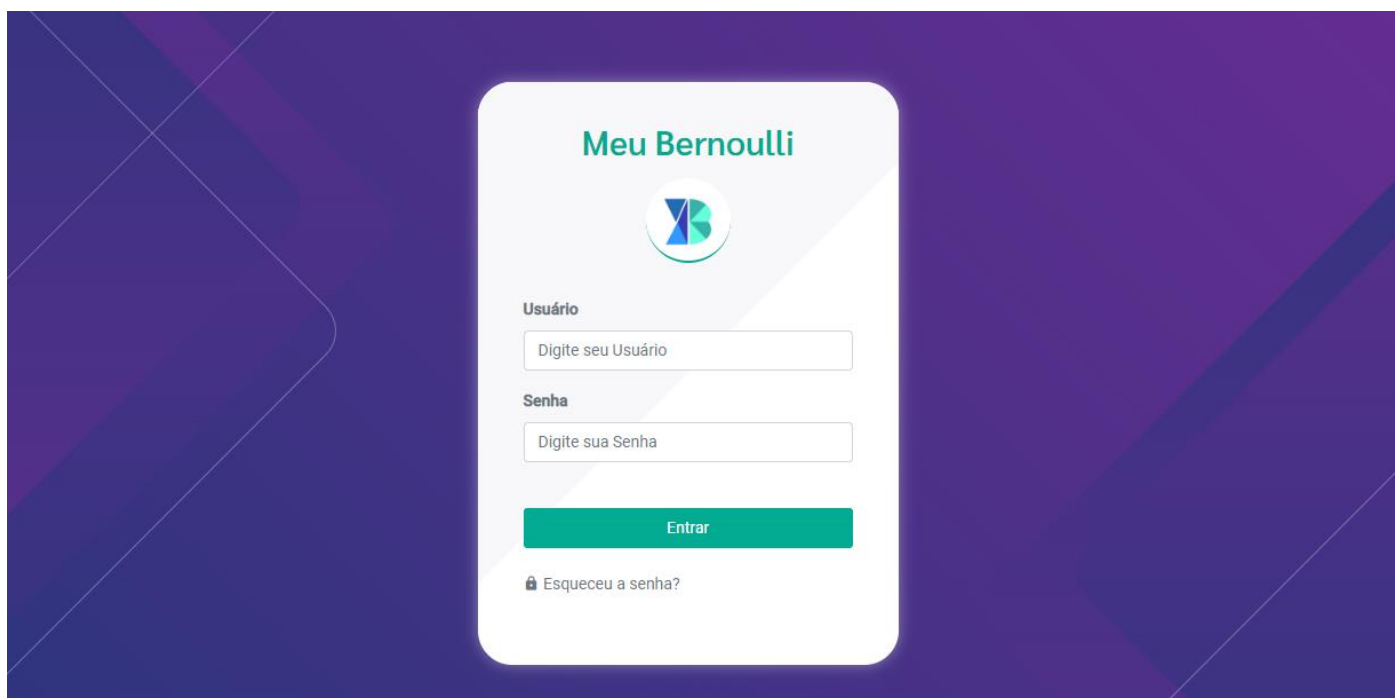 Meu Bernoulli
Usuário
Digite seu Usuário
Senha
Digite sua Senha
Entrar
Esqueceu a senha?